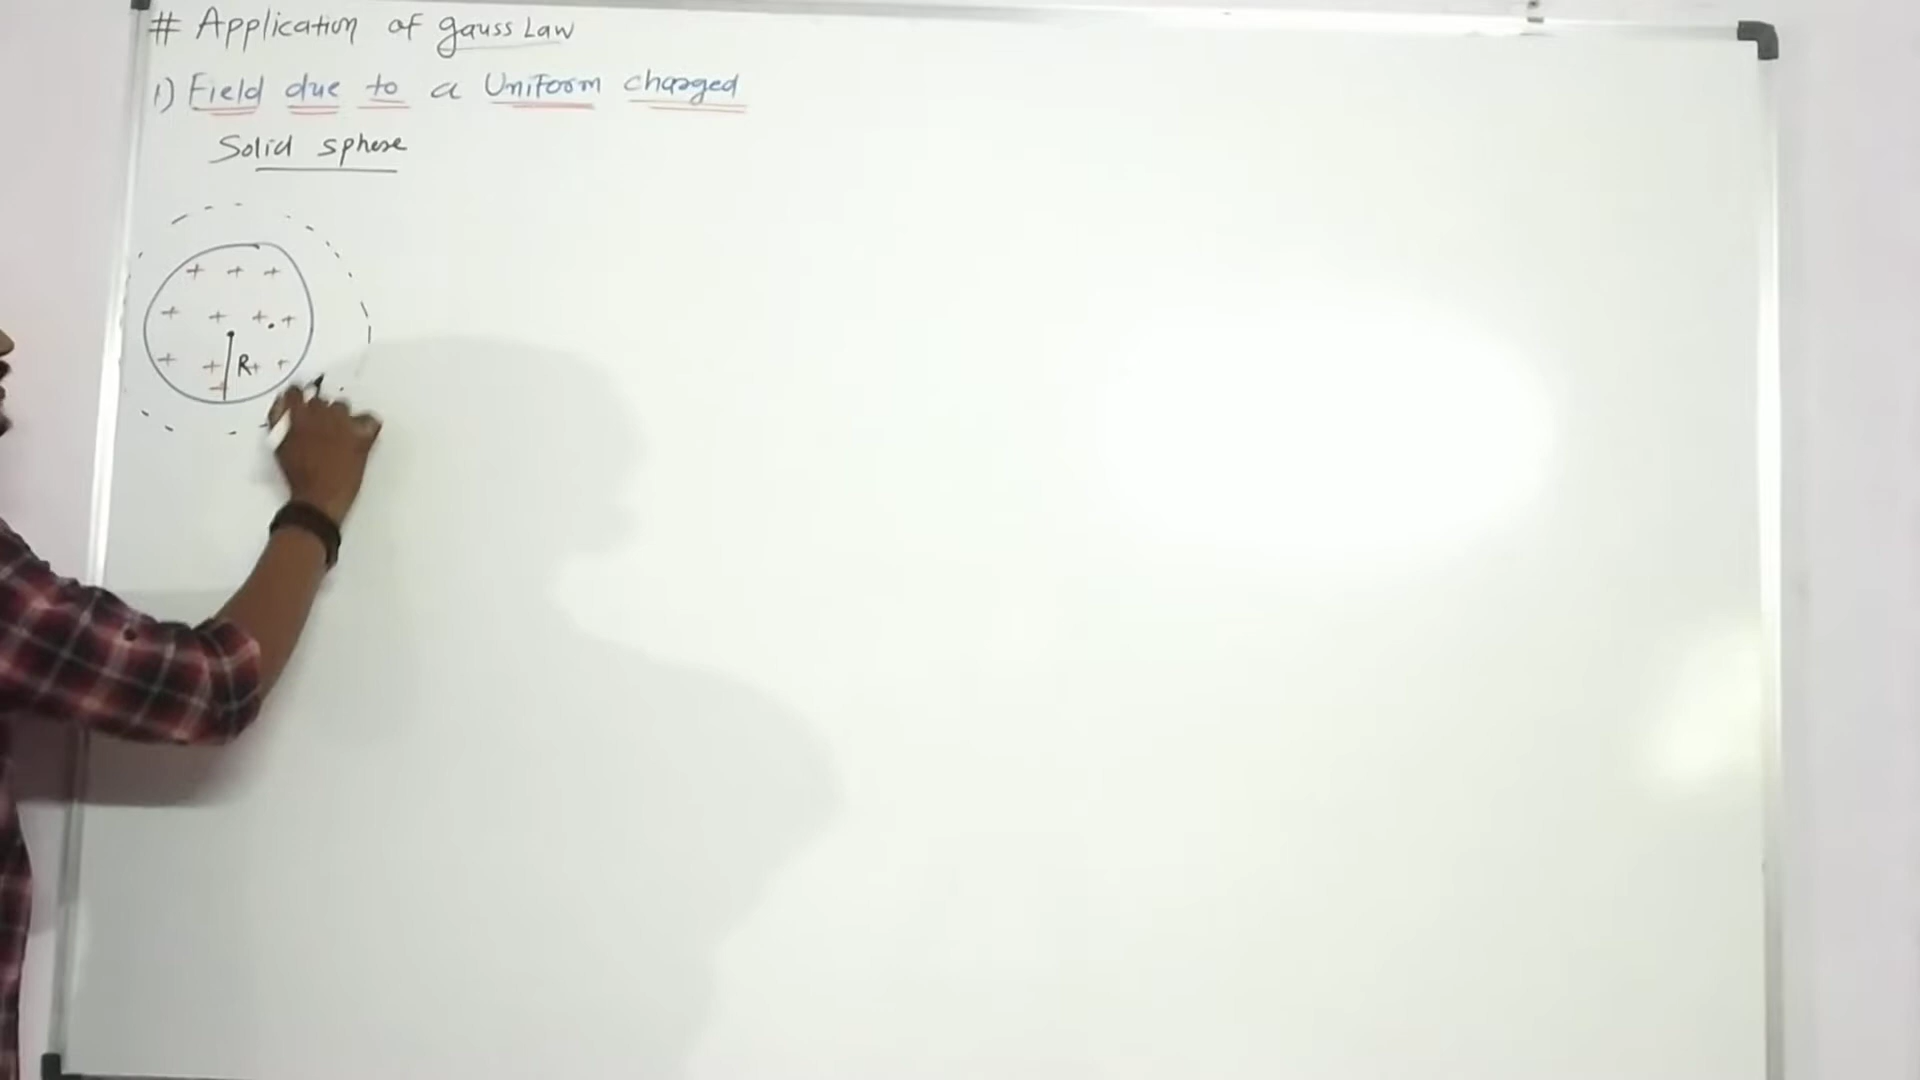 # Application of gauss Law
1) Field due to a Uniform charged
Solid sphere
+ + +
+ + + . +
+ + R + +
+